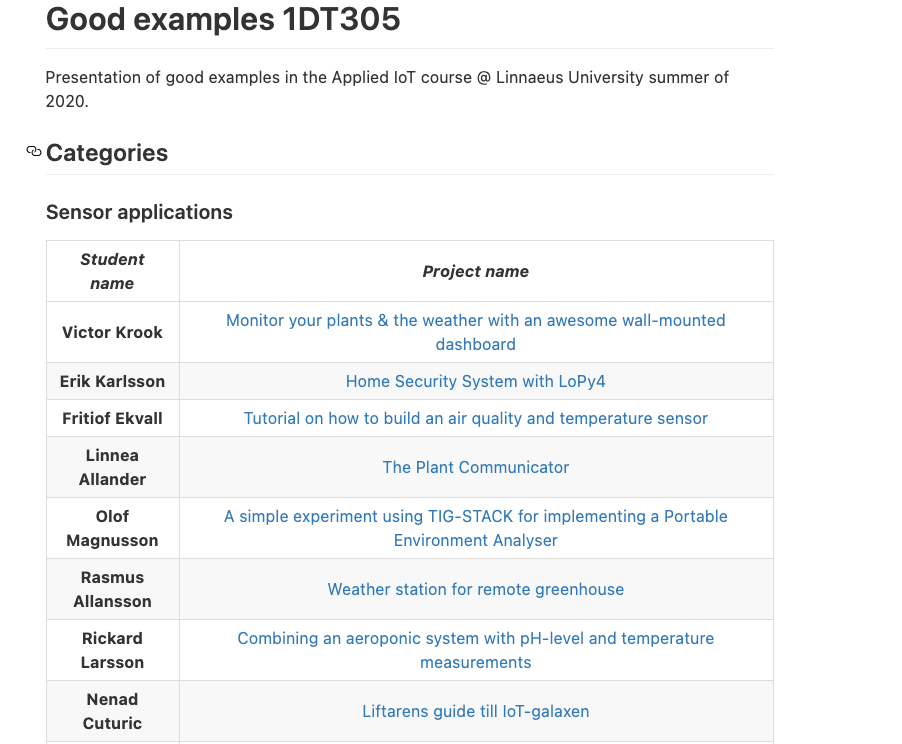 Good examples 1DT305
Presentation of good examples in the Applied IoT course @ Linnaeus University summer of
2020.
Categories
Sensor applications
Student
name
Project name
Victor Krook
Monitor your plants & the weather with an awesome wall-mounted
dashboard
Erik Karlsson
Home Security System with LoPy4
Fritiof Ekvall
Tutorial on how to build an air quality and temperature sensor
Linnea
Allander
The Plant Communicator
Olof
Magnusson
A simple experiment using TIG-STACK for implementing a Portable
Environment Analyser
Rasmus
Allansson
Weather station for remote greenhouse
Rickard
Larsson
Combining an aeroponic system with pH-level and temperature
measurements
Nenad
Cuturic
Liftarens guide till IoT-galaxen